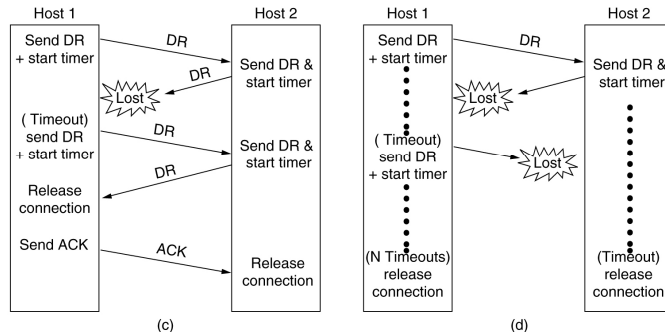 Host 1
Host 2
Send DR
+ start timer
DR
Send DR &
start timer
DR
Lost
( Timeout)
send DR
+ start timer
DR
Send DR &
start timer
DR
Release
connection
Send ACK
ACK
Release
connection
(c)
Host 1
Host 2
Send DR
+ start timer
DR
Send DR &
start timer
Lost
( Timeout)
send DR
+ start timer
Lost
(N Timeouts)
release
connection
(Timeout)
release
connection
(d)